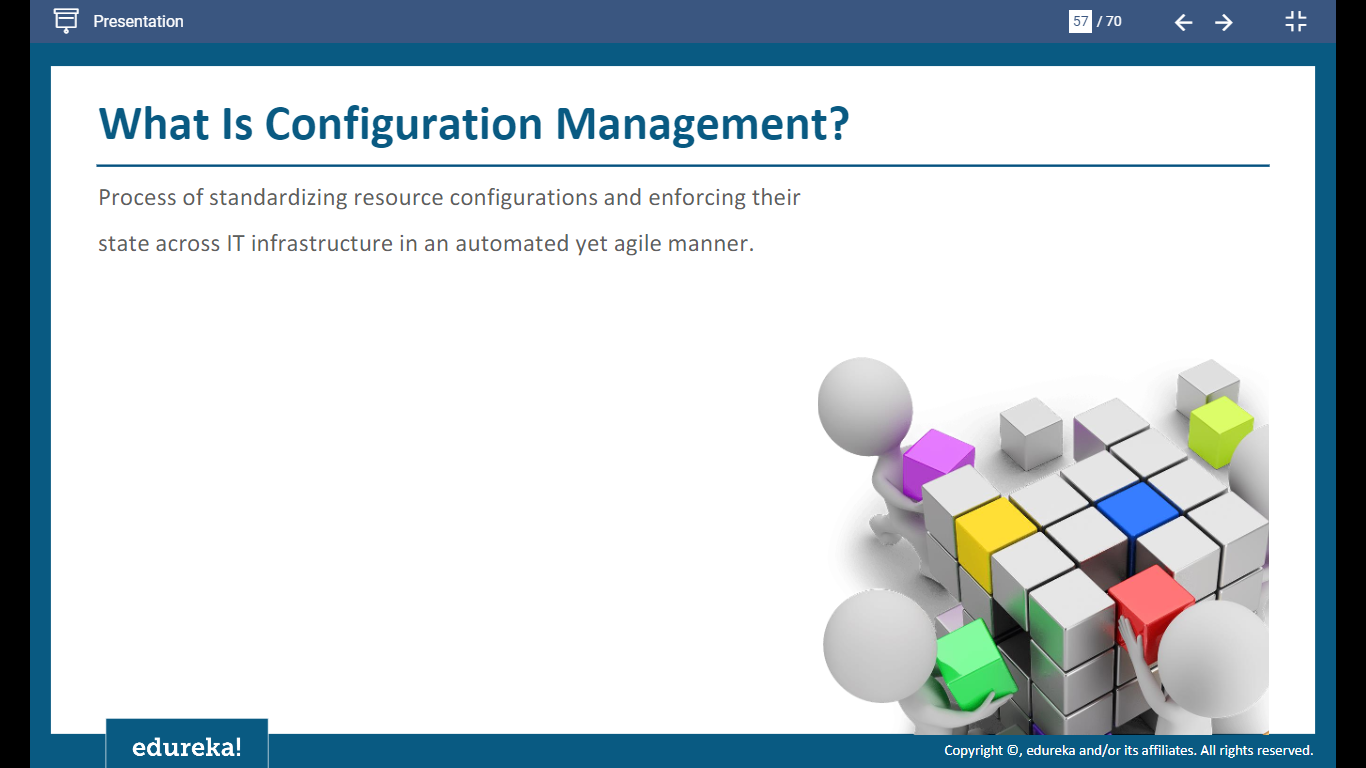 Presentation
57 / 70
What Is Configuration Management?
Process of standardizing resource configurations and enforcing their
state across IT infrastructure in an automated yet agile manner.
edureka!
Copyright ©, edureka and/or its affiliates. All rights reserved.